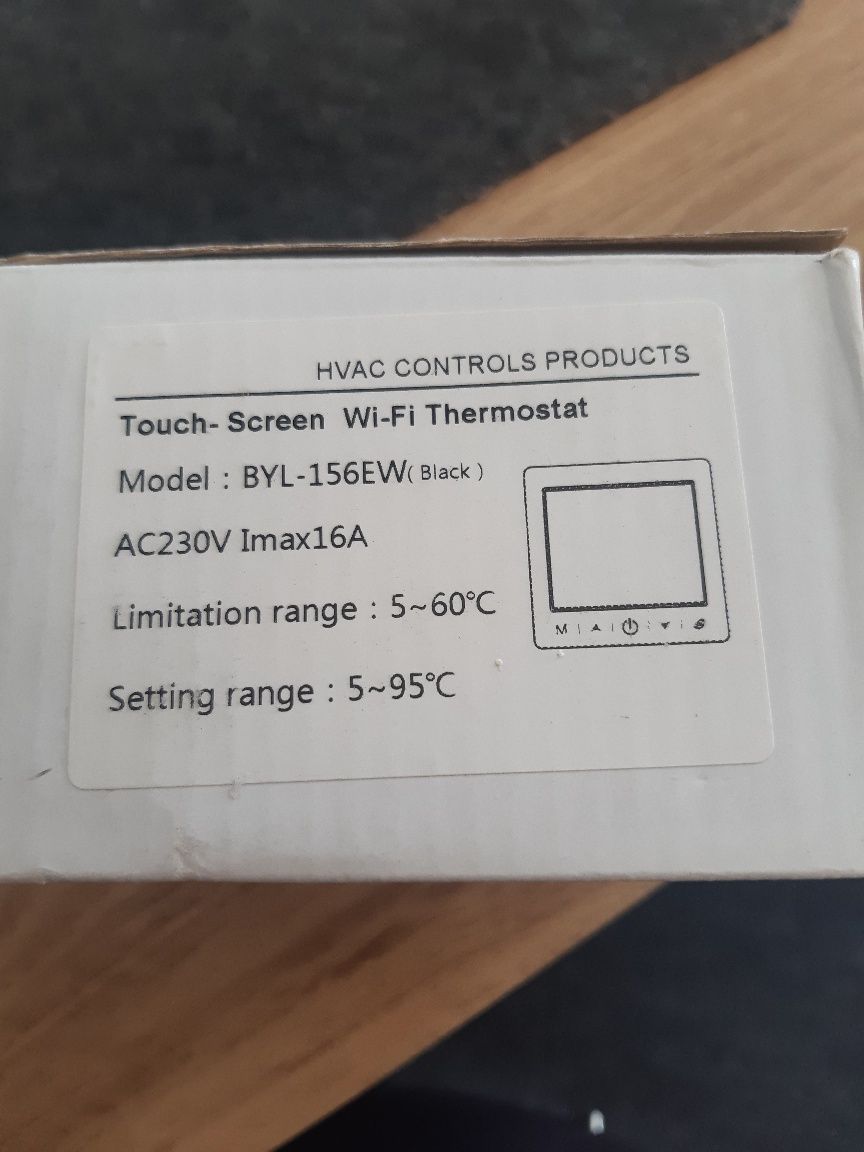 HVAC CONTROLS PRODUCTS
Touch- Screen Wi-Fi Thermostat
Model : BYL-156EW( Black )
AC230V Imax16A
Limitation range : 5~60℃
Setting range : 5~95℃
M